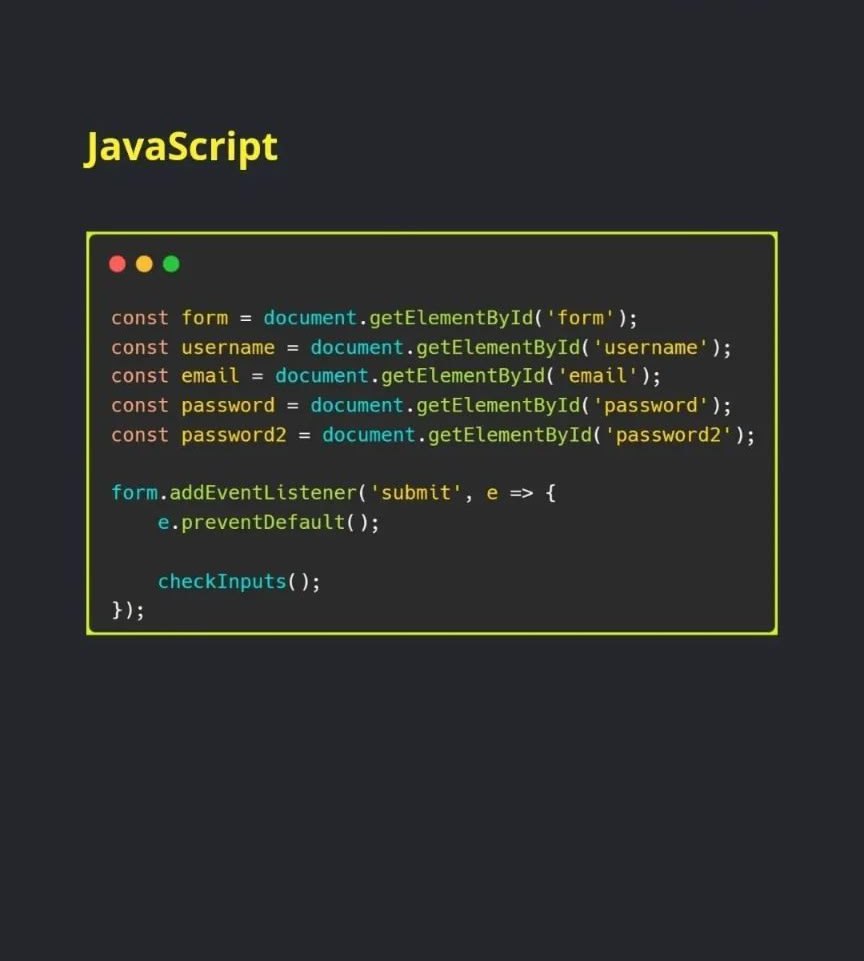 JavaScript
const form = document.getElementById('form');
const username = document.getElementById('username');
const email = document.getElementById('email');
const password = document.getElementById('password');
const password2 = document.getElementById('password2');
form.addEventListener('submit', e => {
    e.preventDefault();
    checkInputs();
});